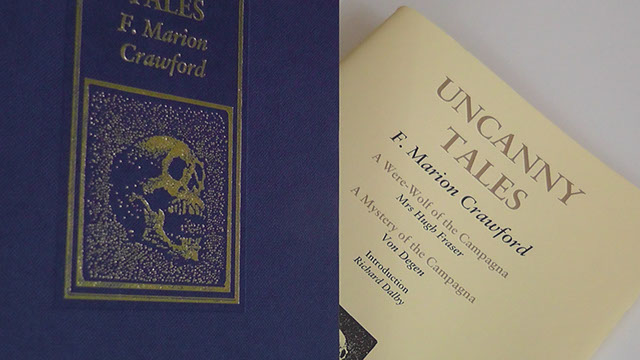 TALES
F. Marion
Crawford
UNCANNY
TALES
F. Marion Crawford
A Were-Wolf of the Campagna
Mrs Hugh Fraser
A Mystery of the Campagna
Von Degen
Introduction
Richard Dalby